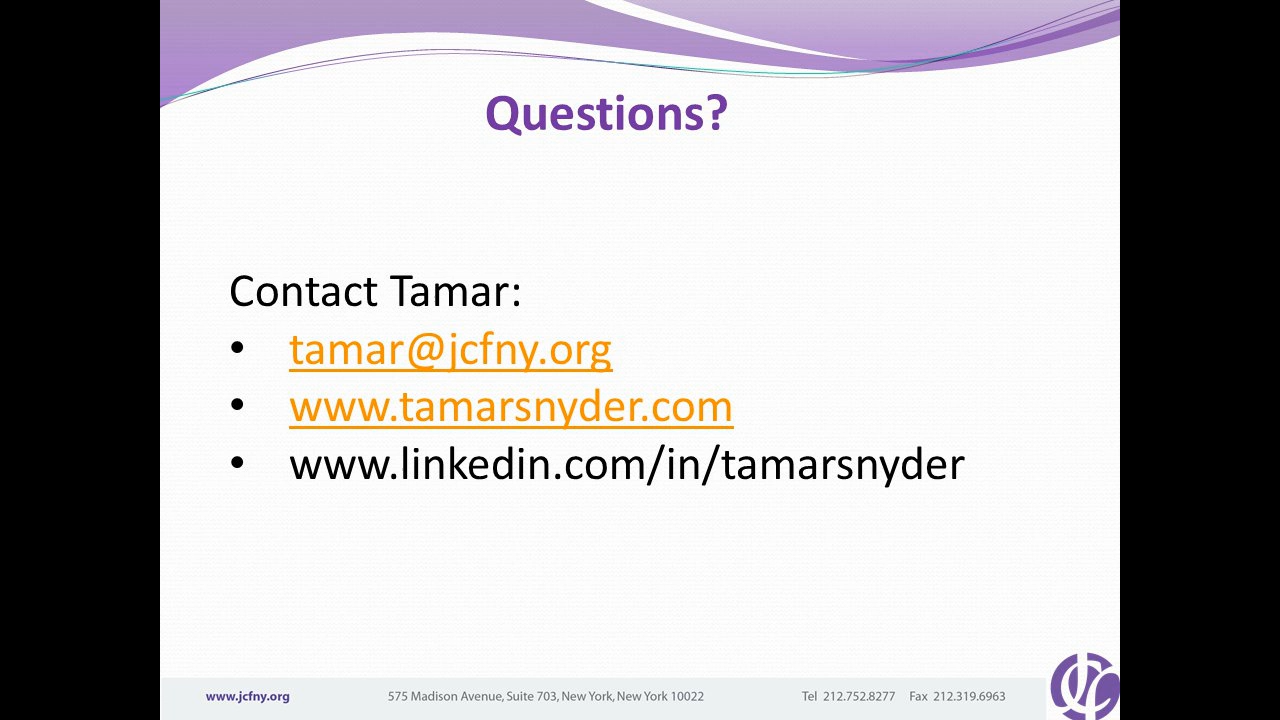 Questions?
Contact Tamar:
• tamar@jcfny.org
• www.tamarsnyder.com
• www.linkedin.com/in/tamarsnyder
www.jcfny.org 575 Madison Avenue, Suite 703, New York, New York 10022 Tel 212.752.8277 Fax 212.319.6963